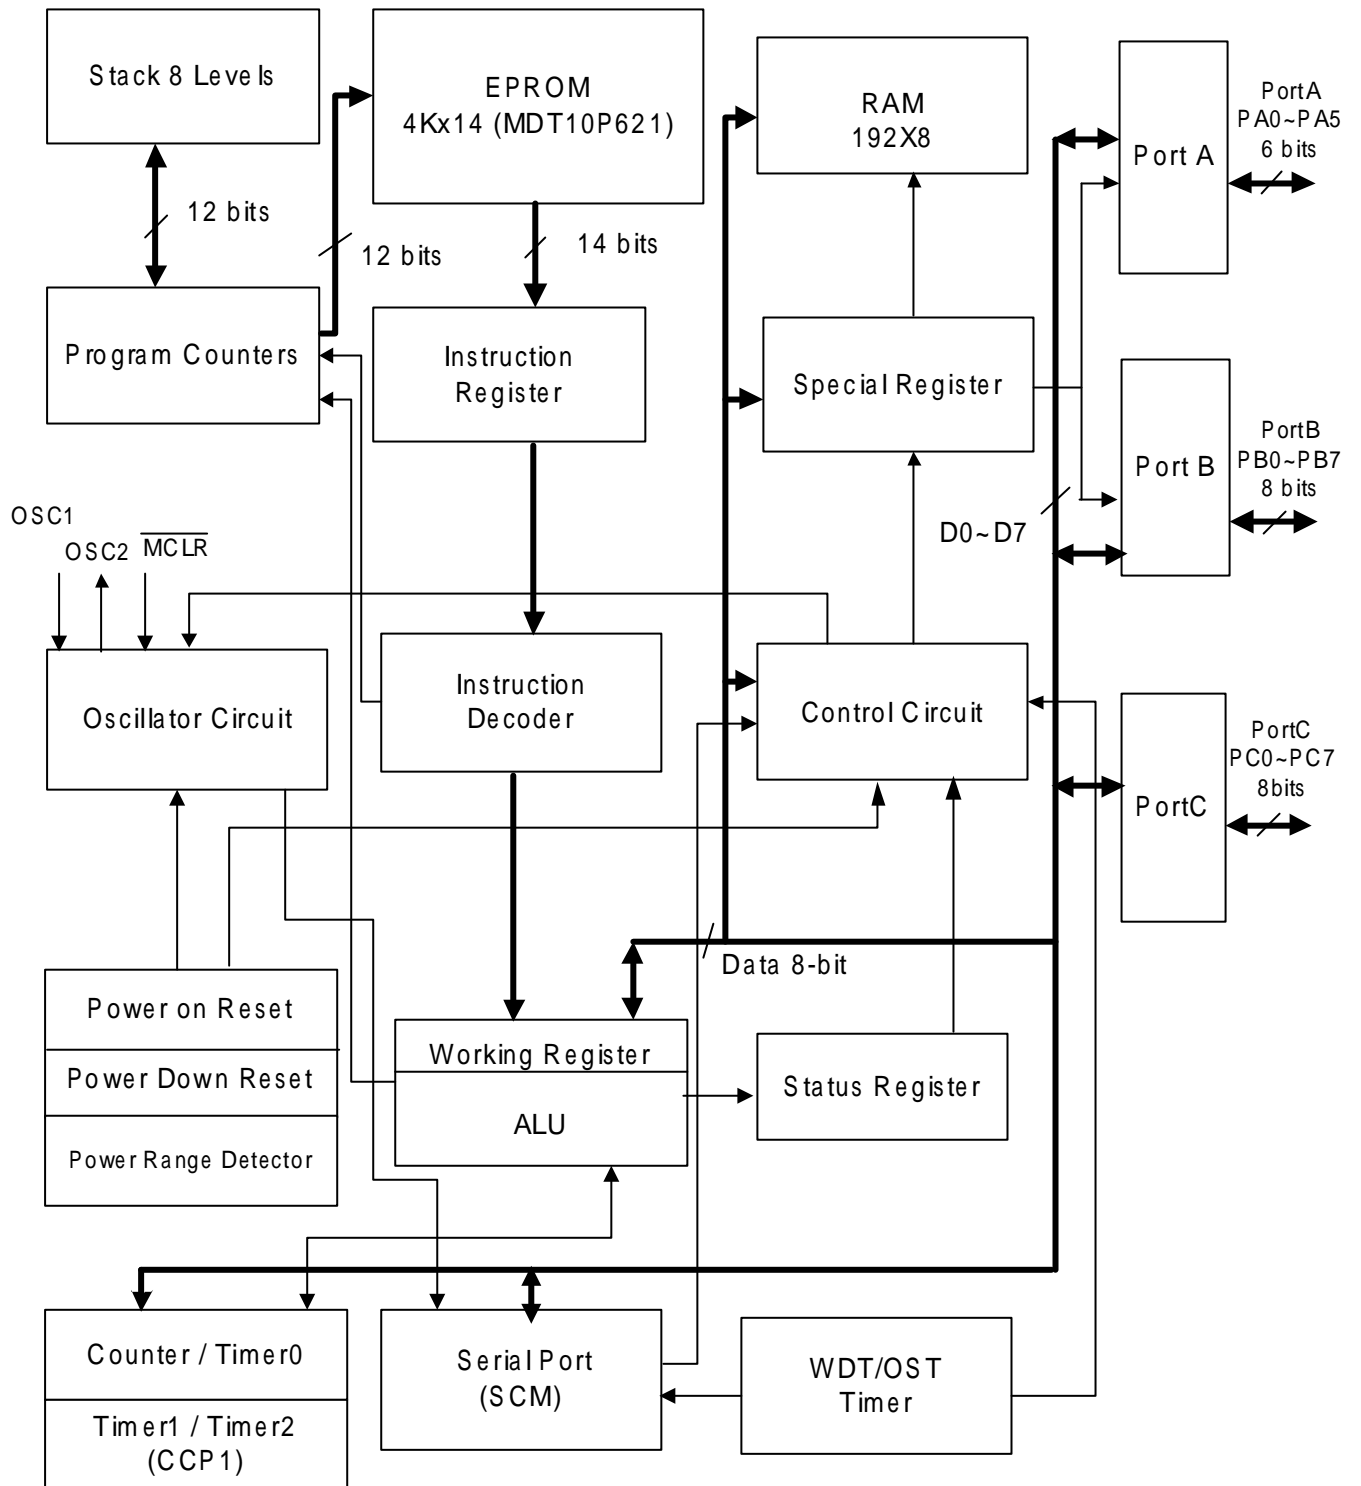 Stack 8 Levels
EPROM
4Kx14 (MDT10P621)
RAM
192X8
Port A
PortA
PA0~PA5
6 bits
12 bits
12 bits
14 bits
Program Counters
Instruction
Register
Special Register
Port B
PortB
PB0~PB7
8 bits
D0~D7
OSC1
OSC2
MCLR
Oscillator Circuit
Instruction
Decoder
Control Circuit
PortC
PortC
PC0~PC7
8bits
Data 8-bit
Power on Reset
Power Down Reset
Power Range Detector
Working Register
ALU
Status Register
Counter / Timer0
Timer1 / Timer2
(CCP1)
Serial Port
(SCM)
WDT/OST
Timer